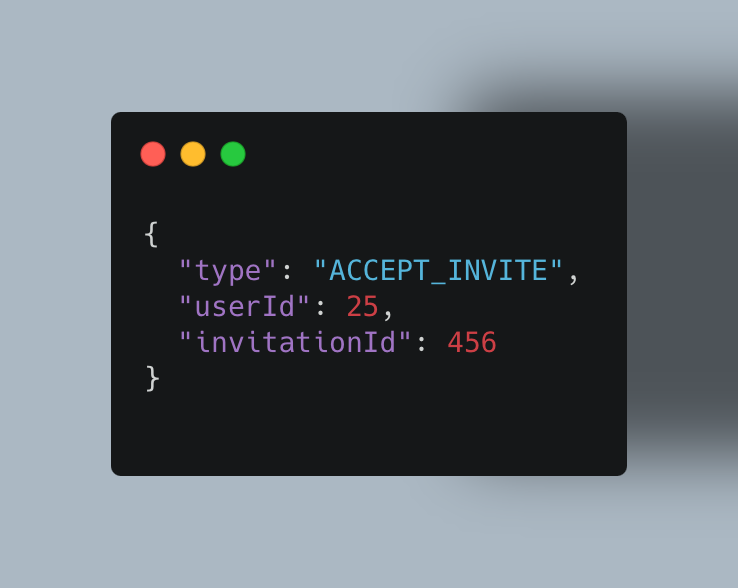 {
  "type": "ACCEPT_INVITE",
  "userId": 25,
  "invitationId": 456
}